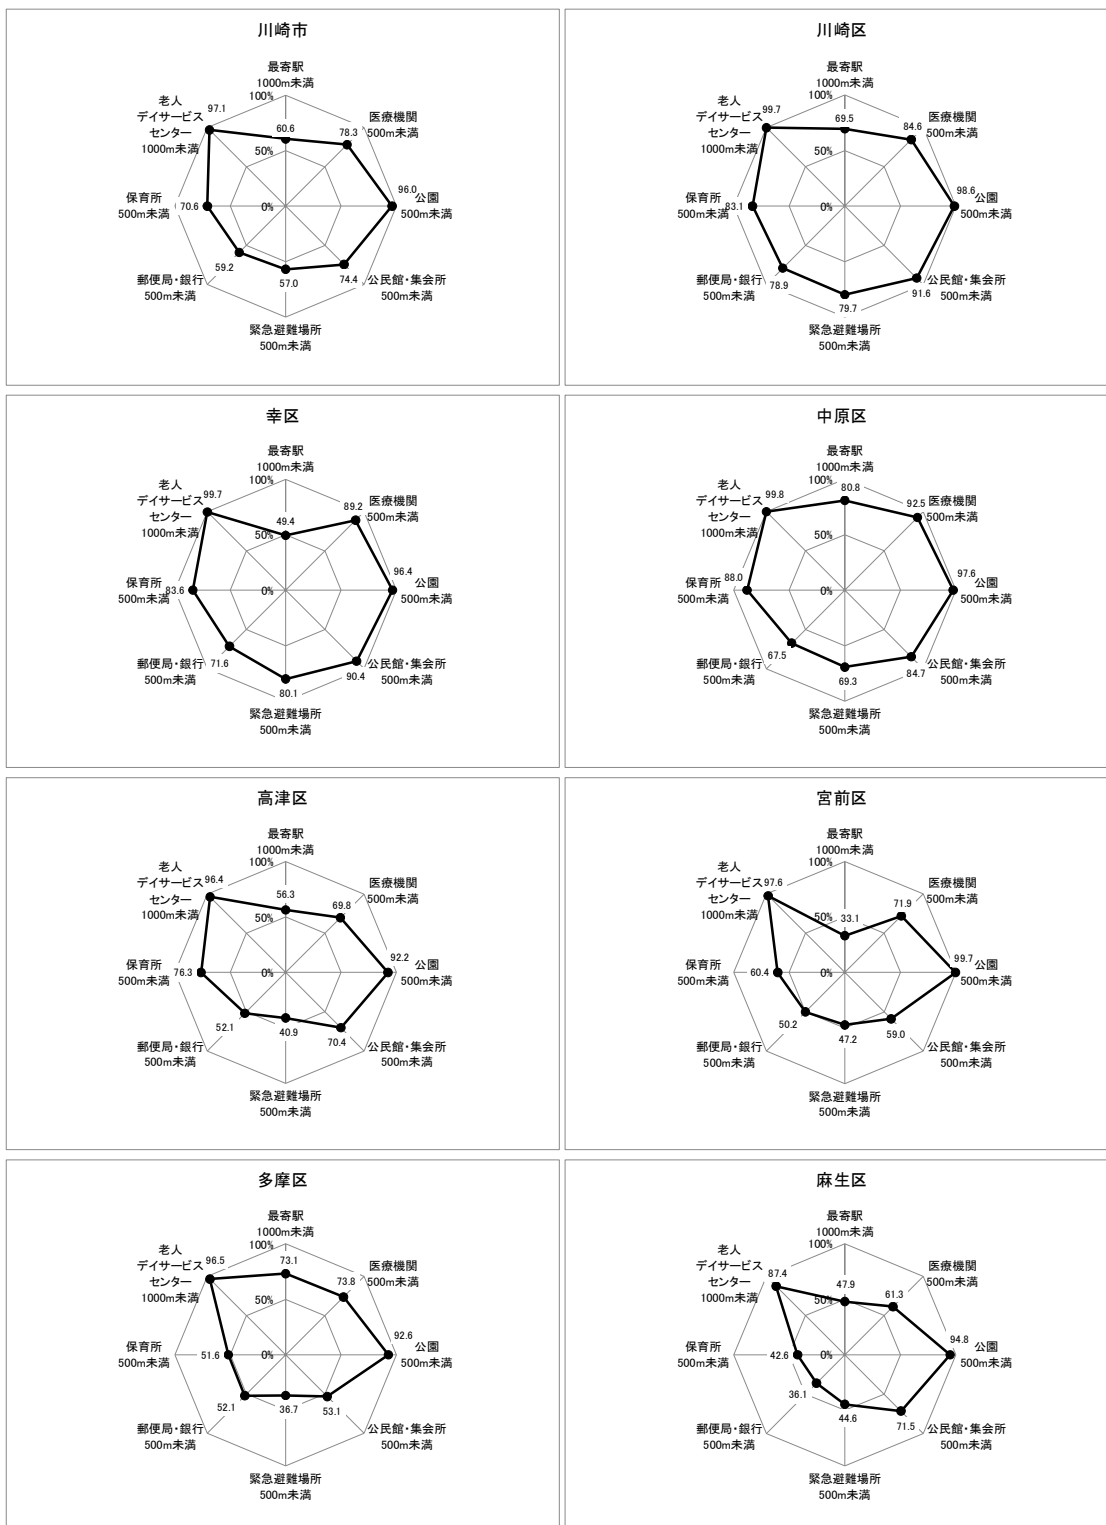 川崎市
最寄駅
1000m未満
100%
50%
0%
60.6
医療機関
500m未満
78.3
公園
500m未満
96.0
公民館・集会所
500m未満
74.4
緊急避難場所
500m未満
57.0
郵便局・銀行
500m未満
59.2
保育所
500m未満
70.6
老人
デイサービス
センター
1000m未満
97.1
川崎区
最寄駅
1000m未満
100%
50%
0%
69.5
医療機関
500m未満
84.6
公園
500m未満
98.6
公民館・集会所
500m未満
91.6
緊急避難場所
500m未満
79.7
郵便局・銀行
500m未満
78.9
保育所
500m未満
83.1
老人
デイサービス
センター
1000m未満
99.7
幸区
最寄駅
1000m未満
100%
50%
0%
49.4
医療機関
500m未満
89.2
公園
500m未満
96.4
公民館・集会所
500m未満
90.4
緊急避難場所
500m未満
80.1
郵便局・銀行
500m未満
71.6
保育所
500m未満
83.6
老人
デイサービス
センター
1000m未満
99.7
中原区
最寄駅
1000m未満
100%
50%
0%
80.8
医療機関
500m未満
92.5
公園
500m未満
97.6
公民館・集会所
500m未満
84.7
緊急避難場所
500m未満
69.3
郵便局・銀行
500m未満
67.5
保育所
500m未満
88.0
老人
デイサービス
センター
1000m未満
99.8
高津区
最寄駅
1000m未満
100%
50%
0%
56.3
医療機関
500m未満
69.8
公園
500m未満
92.2
公民館・集会所
500m未満
70.4
緊急避難場所
500m未満
40.9
郵便局・銀行
500m未満
52.1
保育所
500m未満
76.3
老人
デイサービス
センター
1000m未満
96.4
宮前区
最寄駅
1000m未満
100%
50%
0%
33.1
医療機関
500m未満
71.9
公園
500m未満
99.7
公民館・集会所
500m未満
59.0
緊急避難場所
500m未満
47.2
郵便局・銀行
500m未満
50.2
保育所
500m未満
60.4
老人
デイサービス
センター
1000m未満
97.6
多摩区
最寄駅
1000m未満
100%
50%
0%
73.1
医療機関
500m未満
73.8
公園
500m未満
92.6
公民館・集会所
500m未満
53.1
緊急避難場所
500m未満
36.7
郵便局・銀行
500m未満
52.1
保育所
500m未満
51.6
老人
デイサービス
センター
1000m未満
96.5
麻生区
最寄駅
1000m未満
100%
50%
0%
47.9
医療機関
500m未満
61.3
公園
500m未満
94.8
公民館・集会所
500m未満
71.5
緊急避難場所
500m未満
44.6
郵便局・銀行
500m未満
36.1
保育所
500m未満
42.6
老人
デイサービス
センター
1000m未満
87.4